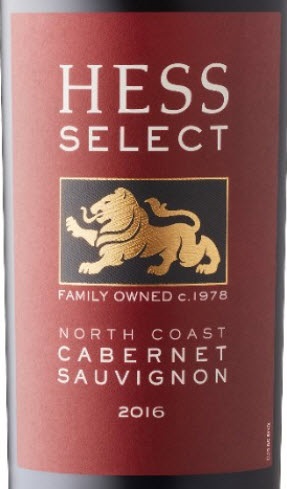 HESS
SELECT
FAMILY OWNED c.1978
NORTH COAST
CABERNET
SAUVIGNON
2016